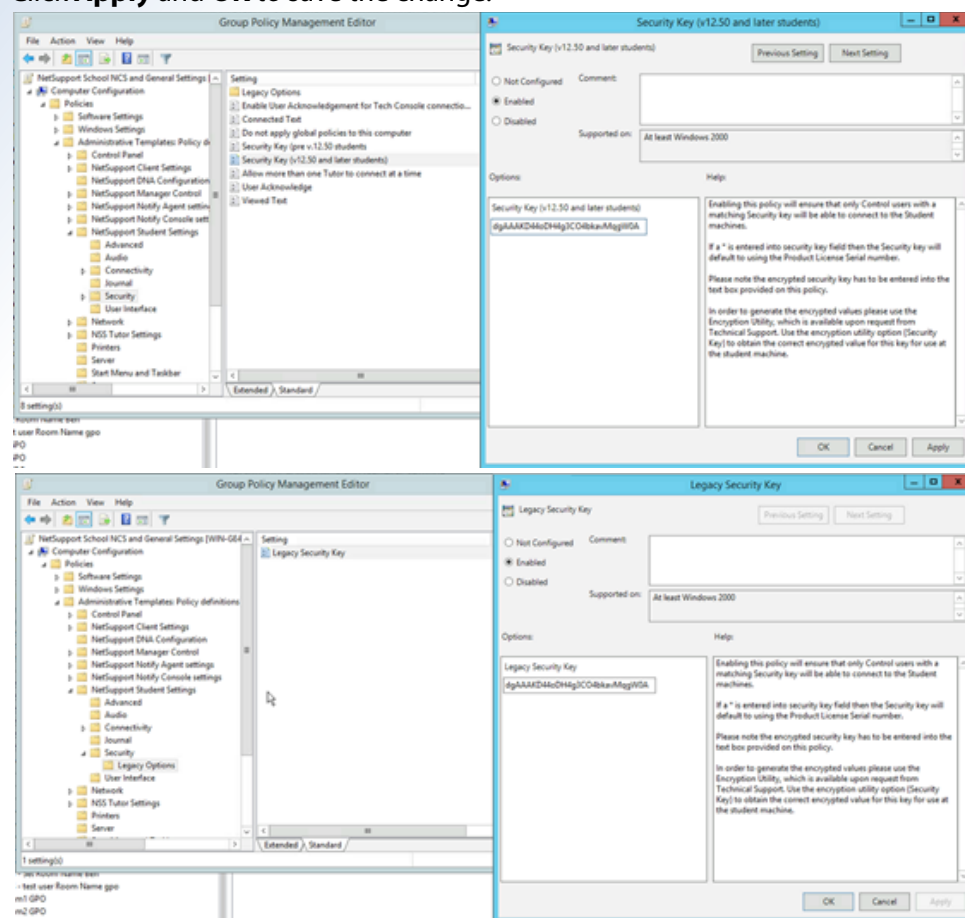 Click Apply and OK to save the change.
Group Policy Management Editor
File Action View Help
NetSupport School NCS and General Settings [
Computer Configuration
Policies
Software Settings
Windows Settings
Administrative Templates: Policy d
Control Panel
NetSupport Client Settings
NetSupport DNA Configuration
NetSupport Manager Control
NetSupport Notify Agent settin
NetSupport Notify Console sett
NetSupport Student Settings
Advanced
Audio
Connectivity
Journal
Security
User Interface
Network
NSS Tutor Settings
Printers
Server
Start Menu and Taskbar
Setting
Legacy Options
Enable User Acknowledgement for Tech Console connectio...
Connected Text
Do not apply global policies to this computer
Security Key (pre v.12.50 students
Security Key (v12.50 and later students)
Allow more than one Tutor to connect at a time
User Acknowledge
Viewed Text
Extended Standard
8 setting(s)
Security Key (v12.50 and later students)
Security Key (v12.50 and later students)
Previous Setting Next Setting
Not Configured Comment:
Enabled
Disabled
Supported on: At least Windows 2000
Options: Help:
Security Key (v12.50 and later students)
Enabling this policy will ensure that only Control users with a
matching Security key will be able to connect to the Student
machines.
If a * is entered into security key field then the Security key will
default to using the Product License Serial number.
Please note the encrypted security key has to be entered into the
text box provided on this policy.
In order to generate the encrypted values please use the
Encryption Utility, which is available upon request from
Technical Support. Use the encryption utility option (Security
Key) to obtain the correct encrypted value for this key for use at
the student machine.
OK Cancel Apply
t user Room Name gpo
PO
PO
Group Policy Management Editor
File Action View Help
NetSupport School NCS and General Settings [WIN-G84
Computer Configuration
Policies
Software Settings
Windows Settings
Administrative Templates: Policy definitions
Control Panel
NetSupport Client Settings
NetSupport DNA Configuration
NetSupport Manager Control
NetSupport Notify Agent settings
NetSupport Notify Console settings
NetSupport Student Settings
Advanced
Audio
Connectivity
Journal
Security
Legacy Options
User Interface
Network
NSS Tutor Settings
Printers
Server
Setting
Legacy Security Key
Extended Standard
1 setting(s)
Legacy Security Key
Legacy Security Key
Previous Setting Next Setting
Not Configured Comment:
Enabled
Disabled
Supported on: At least Windows 2000
Options: Help:
Legacy Security Key
Enabling this policy will ensure that only Control users with a
matching Security key will be able to connect to the Student
machines.
If a * is entered into security key field then the Security key will
default to using the Product License Serial number.
Please note the encrypted security key has to be entered into the
text box provided on this policy.
In order to generate the encrypted values please use the
Encryption Utility, which is available upon request from
Technical Support. Use the encryption utility option (Security
Key) to obtain the correct encrypted value for this key for use at
the student machine.
OK Cancel Apply
- test user Room Name gpo
m1 GPO
m2 GPO